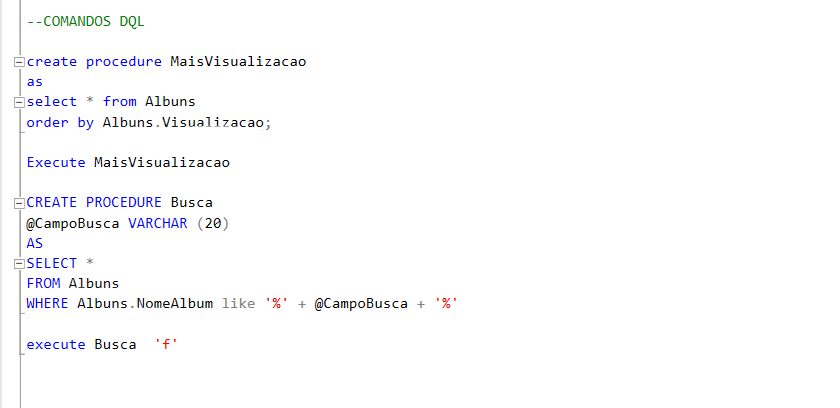 --COMANDOS DQL
create procedure MaisVisualizacao
as
select * from Albuns
order by Albuns.Visualizacao;
Execute MaisVisualizacao
CREATE PROCEDURE Busca
@CampoBusca VARCHAR (20)
AS
SELECT *
FROM Albuns
WHERE Albuns.NomeAlbum like '%' + @CampoBusca + '%'
execute Busca  'f'